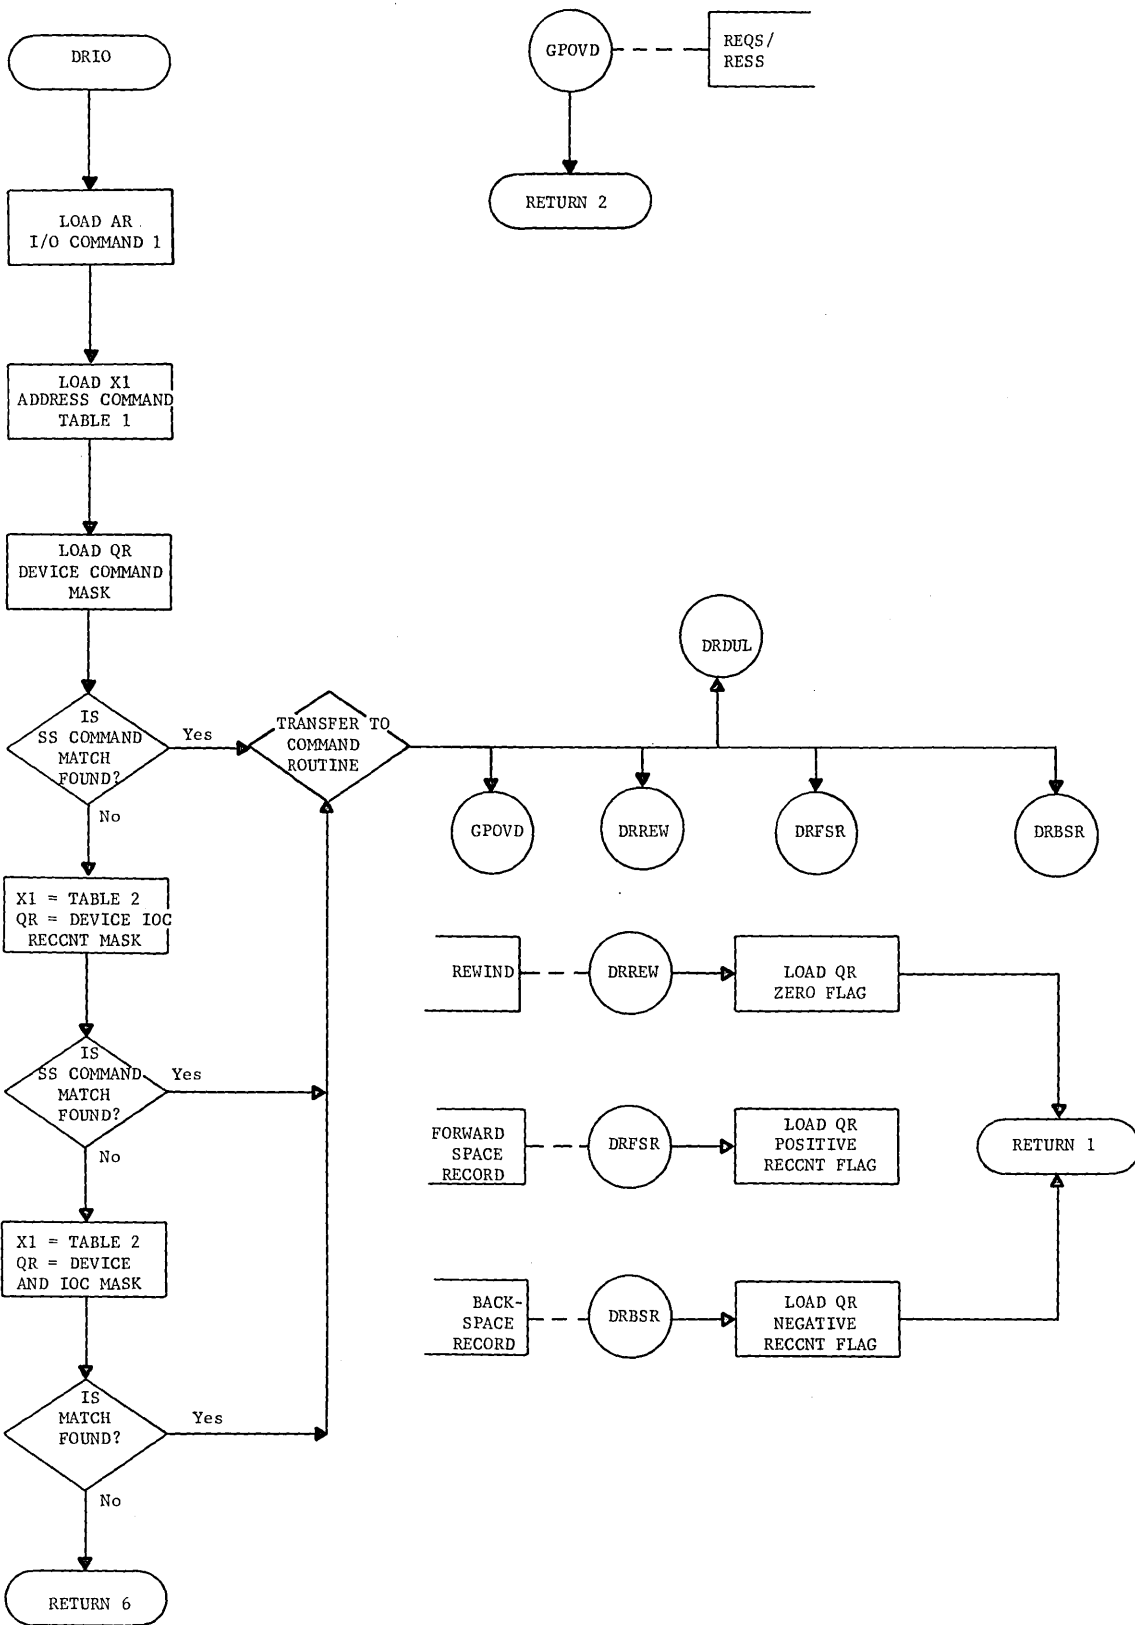 DRIO
GPOVD
REQS/
RESS
RETURN 2
LOAD AR
I/O COMMAND 1
LOAD X1
ADDRESS COMMAND
TABLE 1
LOAD QR
DEVICE COMMAND
MASK
IS
SS COMMAND
MATCH
FOUND?
Yes
No
TRANSFER TO
COMMAND
ROUTINE
DRDUL
GPOVD
DRREW
DRFSR
DRBSR
X1 = TABLE 2
QR = DEVICE IOC
RECCNT MASK
IS
SS COMMAND
MATCH
FOUND?
Yes
No
X1 = TABLE 2
QR = DEVICE
AND IOC MASK
IS
MATCH
FOUND?
Yes
No
RETURN 6
REWIND
DRREW
LOAD QR
ZERO FLAG
FORWARD
SPACE
RECORD
DRFSR
LOAD QR
POSITIVE
RECCNT FLAG
RETURN 1
BACK-
SPACE
RECORD
DRBSR
LOAD QR
NEGATIVE
RECCNT FLAG